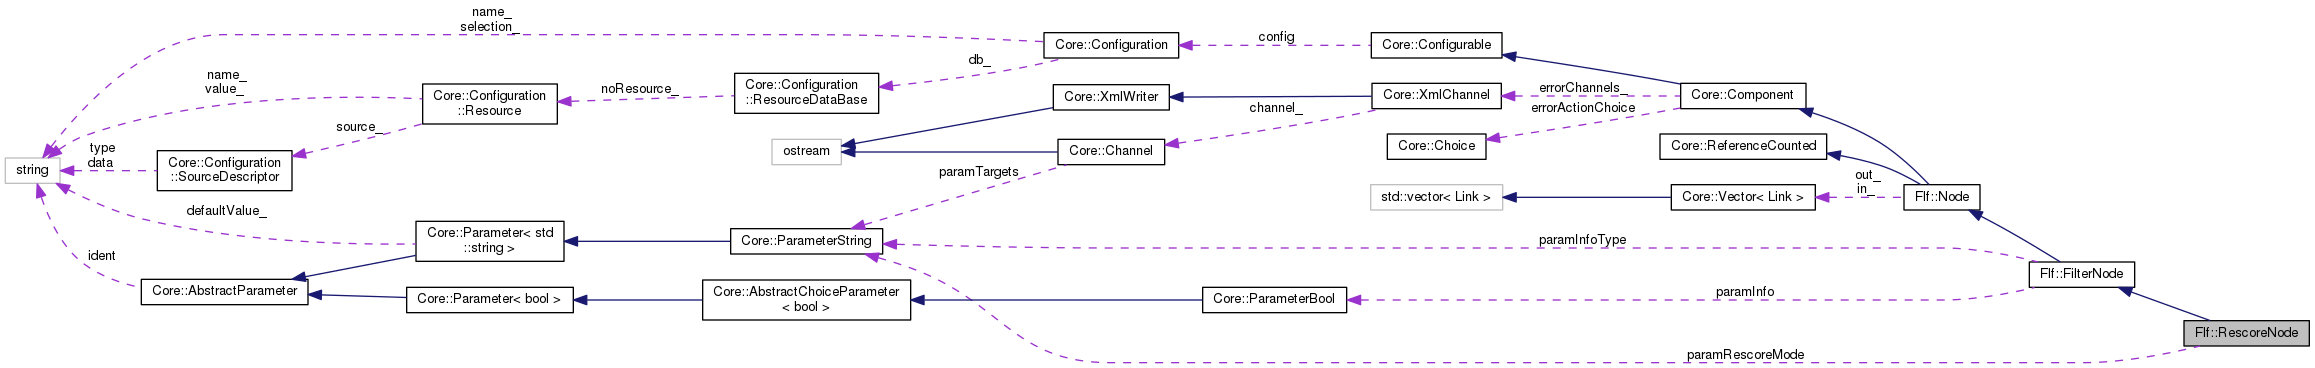 name_
selection_
Core::Configuration
config
Core::Configurable
name_
value_
db_
Core::Configuration
::Resource
noResource_
Core::Configuration
::ResourceDataBase
Core::XmlWriter
Core::XmlChannel
errorChannels_
Core::Component
errorActionChoice
channel_
source_
type
data
string
Core::Configuration
::SourceDescriptor
ostream
Core::Channel
Core::Choice
Core::ReferenceCounted
paramTargets
out_
in_
std::vector< Link >
Core::Vector< Link >
Flf::Node
defaultValue_
Core::Parameter< std
::string >
Core::ParameterString
paramInfoType
ident
Core::AbstractParameter
Core::Parameter< bool >
Core::AbstractChoiceParameter
< bool >
Core::ParameterBool
paramInfo
Flf::FilterNode
Flf::RescoreNode
paramRescoreMode